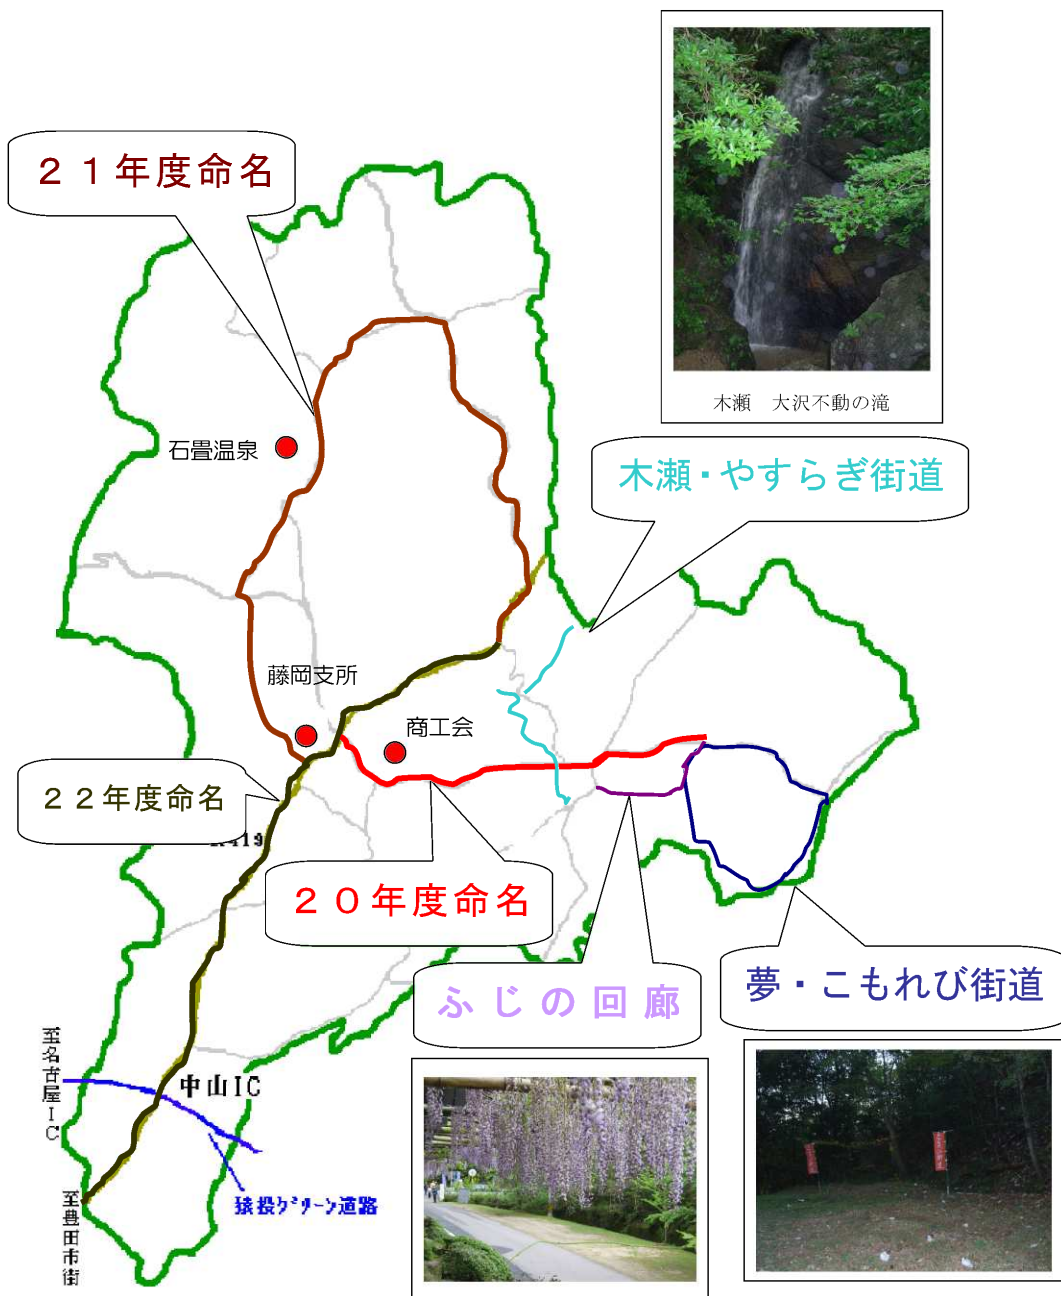 木瀬　大沢不動の滝
２１年度命名
石畳温泉
木瀬・やすらぎ街道
藤岡支所
商工会
２２年度命名
２０年度命名
ふじの回廊
夢・こもれび街道
至名古屋ＩＣ
中山IC
猿投グリーン道路
至豊田市街